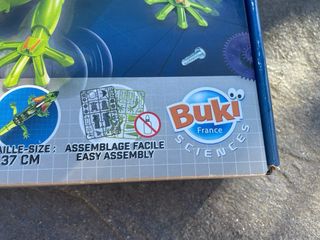 AILLE-SIZE :
37 CM
ASSEMBLAGE FACILE
EASY ASSEMBLY
Buki
France
SCIENCES